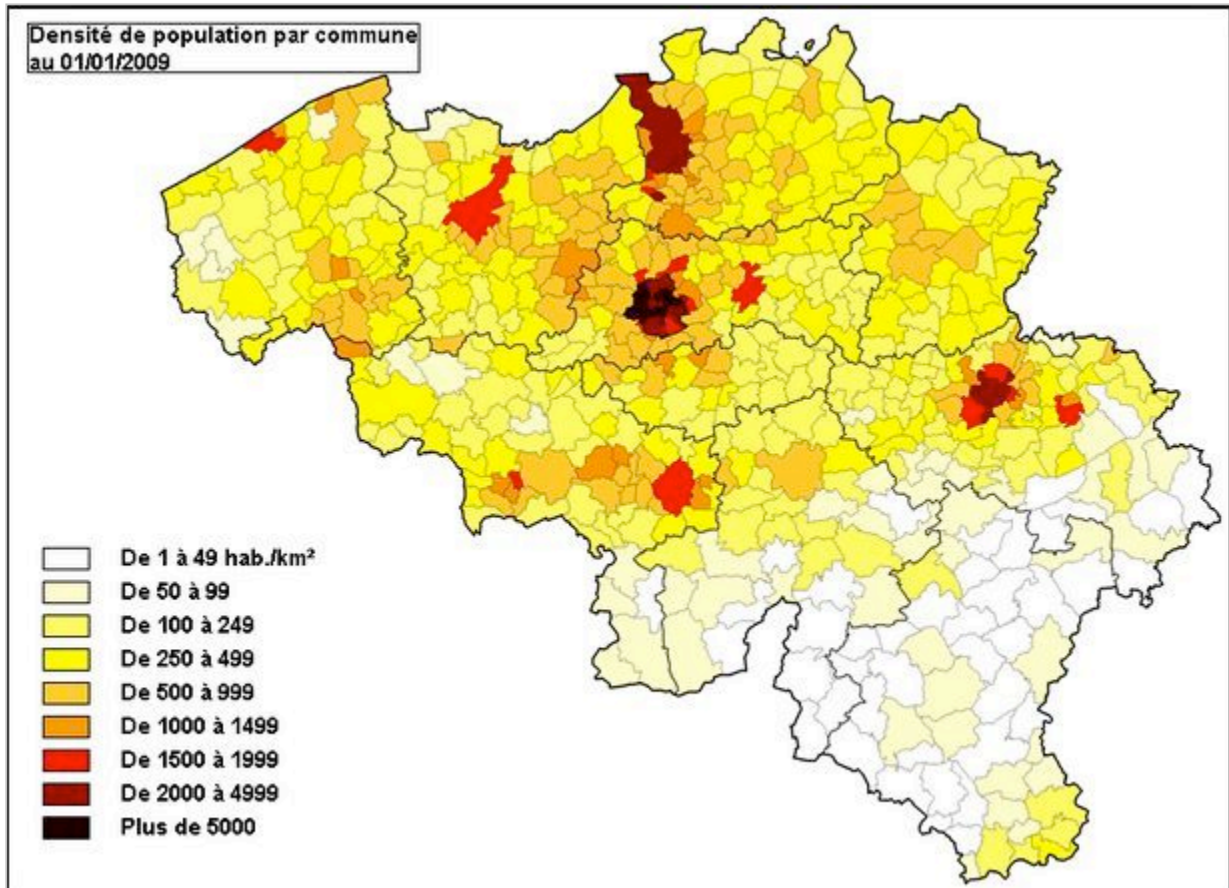 Densité de population par commune
au 01/01/2009
De 1 à 49 hab./km²
De 50 à 99
De 100 à 249
De 250 à 499
De 500 à 999
De 1000 à 1499
De 1500 à 1999
De 2000 à 4999
Plus de 5000